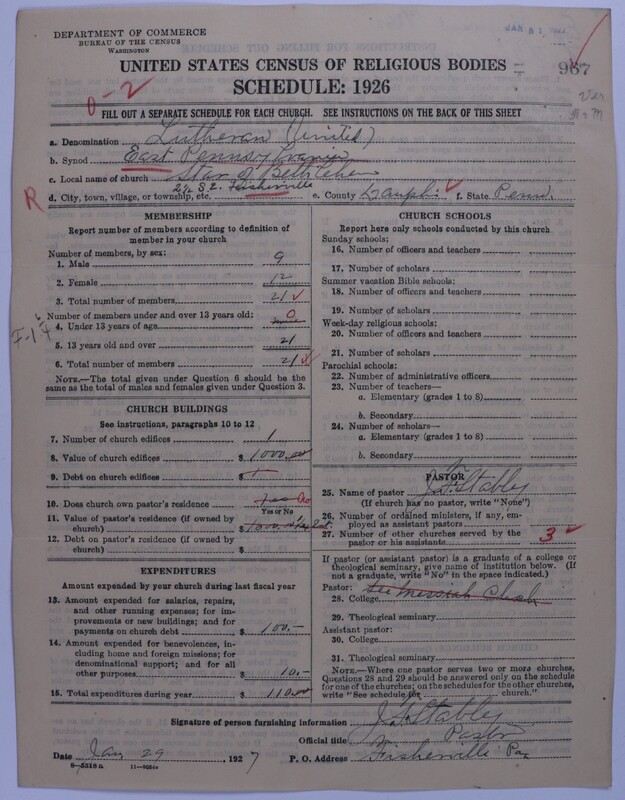 DEPARTMENT OF COMMERCE
BUREAU OF THE CENSUS
WASHINGTON
967
UNITED STATES CENSUS OF RELIGIOUS BODIES
SCHEDULE: 1926
0-2
FILL OUT A SEPARATE SCHEDULE FOR EACH CHURCH. SEE INSTRUCTIONS ON THE BACK OF THIS SHEET
a. Denomination Lutheran (United)
b. Synod East Pennsylvania
c. Local name of church Star of Bethlehem
d. City, town, village, or township, etc. 2½ S.E. Fisherville e. County Dauphin f. State Penn.
R
MEMBERSHIP
Report number of members according to definition of member in your church
Number of members, by sex:
1. Male 9
2. Female 12
3. Total number of members 21
Number of members under and over 13 years old:
4. Under 13 years of age 0
5. 13 years old and over 21
6. Total number of members 21
NOTE.—The total given under Question 6 should be the same as the total of males and females given under Question 3.
CHURCH BUILDINGS
See instructions, paragraphs 10 to 12
7. Number of church edifices 1
8. Value of church edifices $ 1000.00
9. Debt on church edifices $
10. Does church own pastor's residence Yes No
Yes or No
11. Value of pastor's residence (if owned by church) $ 1000
12. Debt on pastor's residence (if owned by church) $
EXPENDITURES
Amount expended by your church during last fiscal year
13. Amount expended for salaries, repairs, and other running expenses; for improvements or new buildings; and for payments on church debt $ 100.-
14. Amount expended for benevolences, including home and foreign missions; for denominational support; and for all other purposes $ 10.-
15. Total expenditures during year $ 110.00
CHURCH SCHOOLS
Report here only schools conducted by this church
Sunday schools:
16. Number of officers and teachers
17. Number of scholars
Summer vacation Bible schools:
18. Number of officers and teachers
19. Number of scholars
Week-day religious schools:
20. Number of officers and teachers
21. Number of scholars
Parochial schools:
22. Number of administrative officers
23. Number of teachers—
a. Elementary (grades 1 to 8)
b. Secondary
24. Number of scholars—
a. Elementary (grades 1 to 8)
b. Secondary
PASTOR
25. Name of pastor J. F. Stabley
(If church has no pastor, write "None")
26. Number of ordained ministers, if any, employed as assistant pastors
27. Number of other churches served by the pastor or his assistants 3
If pastor (or assistant pastor) is a graduate of a college or theological seminary, give name of institution below. (If not a graduate, write "No" in the space indicated.)
Pastor:
28. College See Messiah Church
29. Theological seminary
Assistant pastor:
30. College
31. Theological seminary
NOTE.—Where one pastor serves two or more churches, Questions 28 and 29 should be answered only on the schedule for one of the churches; on the schedules for the other churches, write "See schedule for church."
Signature of person furnishing information J. F. Stabley
Official title Pastor
Date Jan 29, 1927 P. O. Address Fisherville Pa.
8-5518a 11-9054